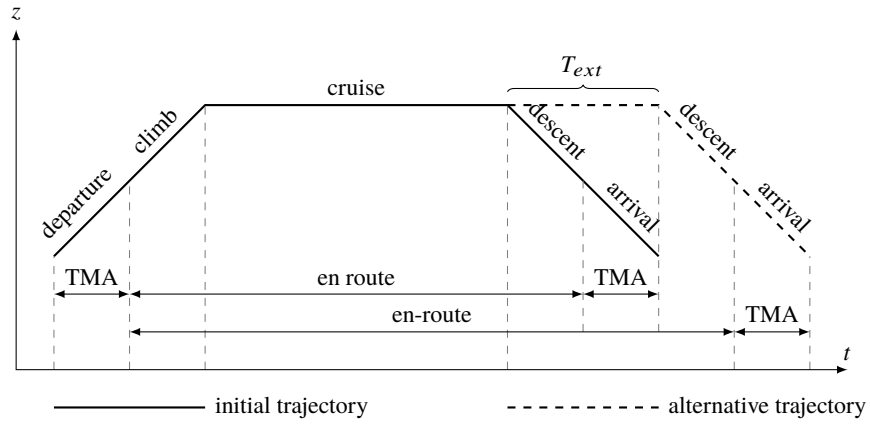 z
T_ext
cruise
climb
descent
descent
departure
arrival
arrival
TMA
en route
TMA
en-route
TMA
t
initial trajectory
alternative trajectory